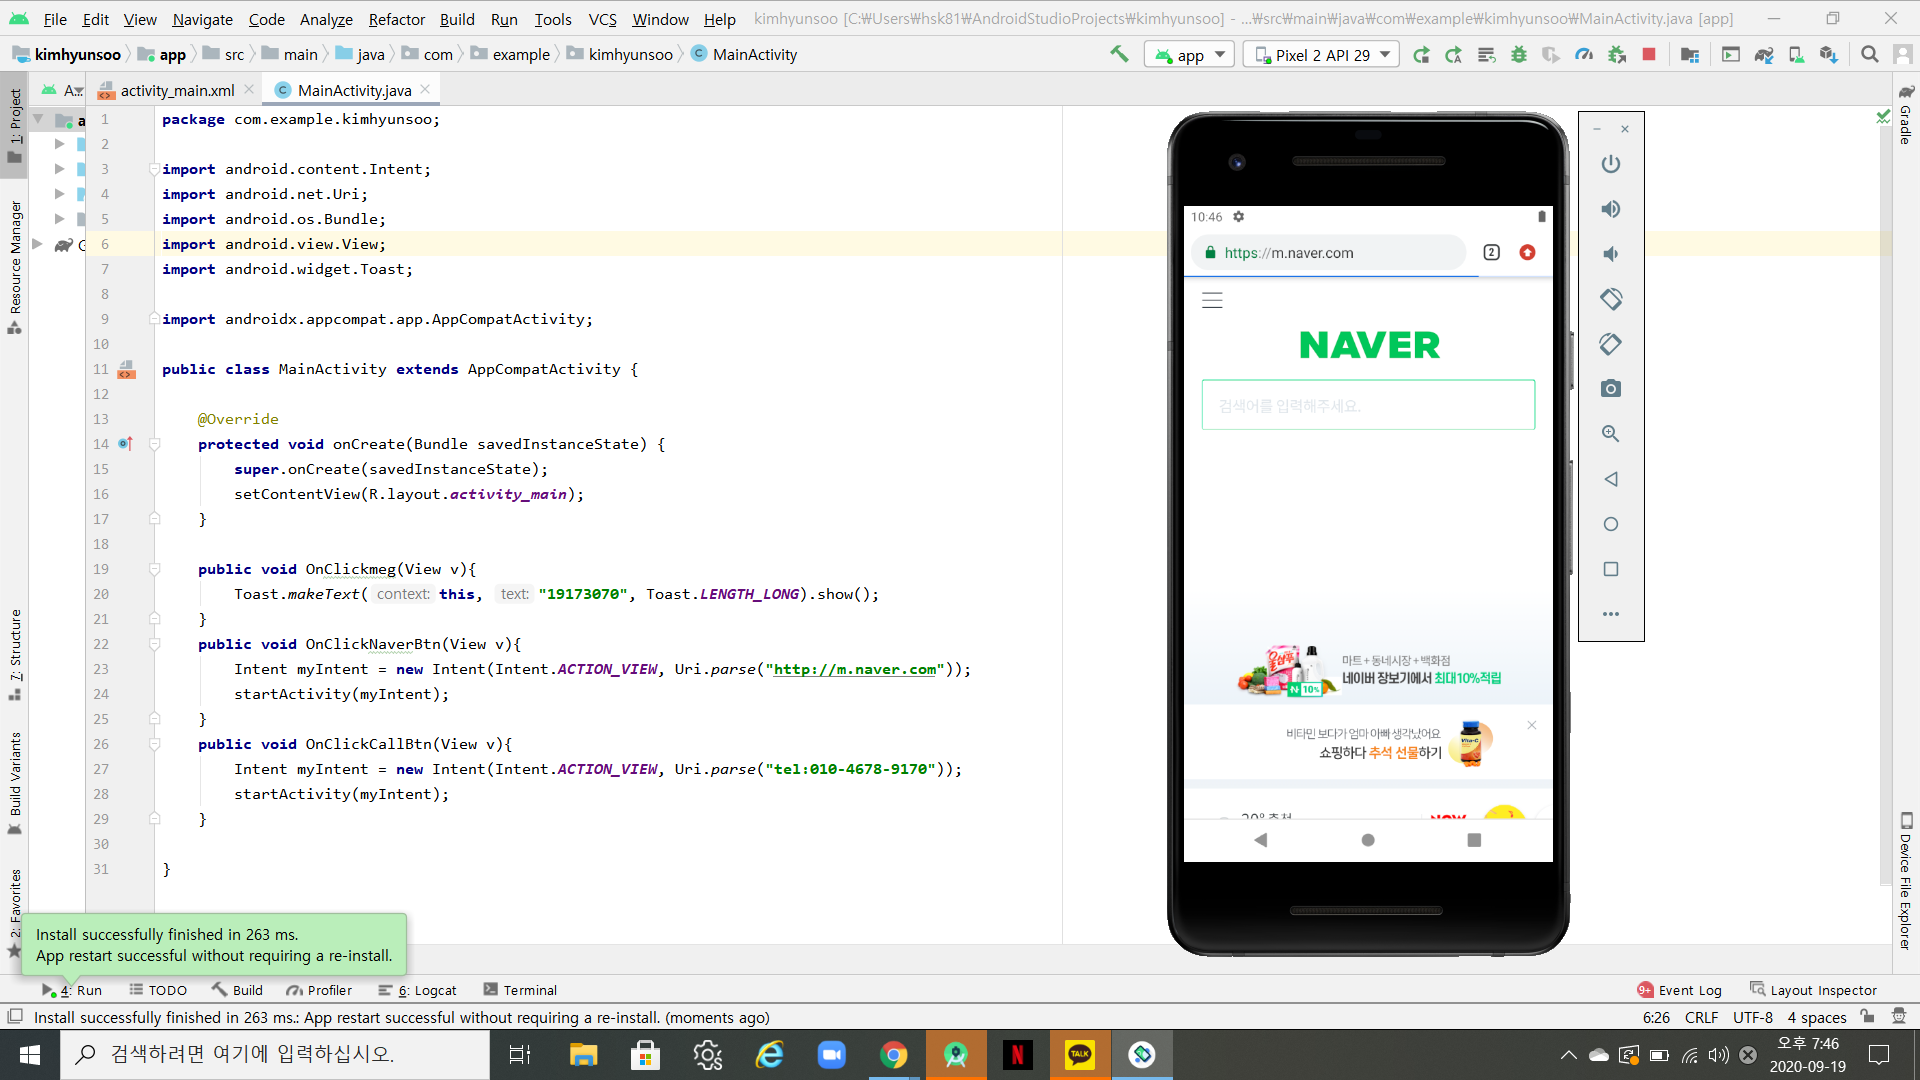 File Edit View Navigate Code Analyze Refactor Build Run Tools VCS Window Help kimhyunsoo [C:₩Users₩hsk81₩AndroidStudioProjects₩kimhyunsoo] - ...₩src₩main₩java₩com₩example₩kimhyunsoo₩MainActivity.java [app]
kimhyunsoo app src main java com example kimhyunsoo MainActivity app Pixel 2 API 29
A... activity_main.xml MainActivity.java
1: Project
Resource Manager
7: Structure
Build Variants
2: Favorites
a
G
1 package com.example.kimhyunsoo;
2
3 import android.content.Intent;
4 import android.net.Uri;
5 import android.os.Bundle;
6 import android.view.View;
7 import android.widget.Toast;
8
9 import androidx.appcompat.app.AppCompatActivity;
10
11 public class MainActivity extends AppCompatActivity {
12
13 @Override
14 protected void onCreate(Bundle savedInstanceState) {
15 super.onCreate(savedInstanceState);
16 setContentView(R.layout.activity_main);
17 }
18
19 public void OnClickmeg(View v){
20 Toast.makeText( context: this, text: "19173070", Toast.LENGTH_LONG).show();
21 }
22 public void OnClickNaverBtn(View v){
23 Intent myIntent = new Intent(Intent.ACTION_VIEW, Uri.parse("http://m.naver.com"));
24 startActivity(myIntent);
25 }
26 public void OnClickCallBtn(View v){
27 Intent myIntent = new Intent(Intent.ACTION_VIEW, Uri.parse("tel:010-4678-9170"));
28 startActivity(myIntent);
29 }
30
31 }
10:46
https://m.naver.com 2
NAVER
검색어를 입력해주세요.
마트+동네시장+백화점
네이버 장보기에서 최대10%적립
N 10%
비타민 보다가 엄마 아빠 생각났어요
쇼핑하다 추석 선물하기
Vita-C
NOW
Gradle
Device File Explorer
Install successfully finished in 263 ms.
App restart successful without requiring a re-install.
4: Run TODO Build Profiler 6: Logcat Terminal 9+ Event Log Layout Inspector
Install successfully finished in 263 ms.: App restart successful without requiring a re-install. (moments ago) 6:26 CRLF UTF-8 4 spaces
검색하려면 여기에 입력하십시오.
N
TALK
오후 7:46
2020-09-19